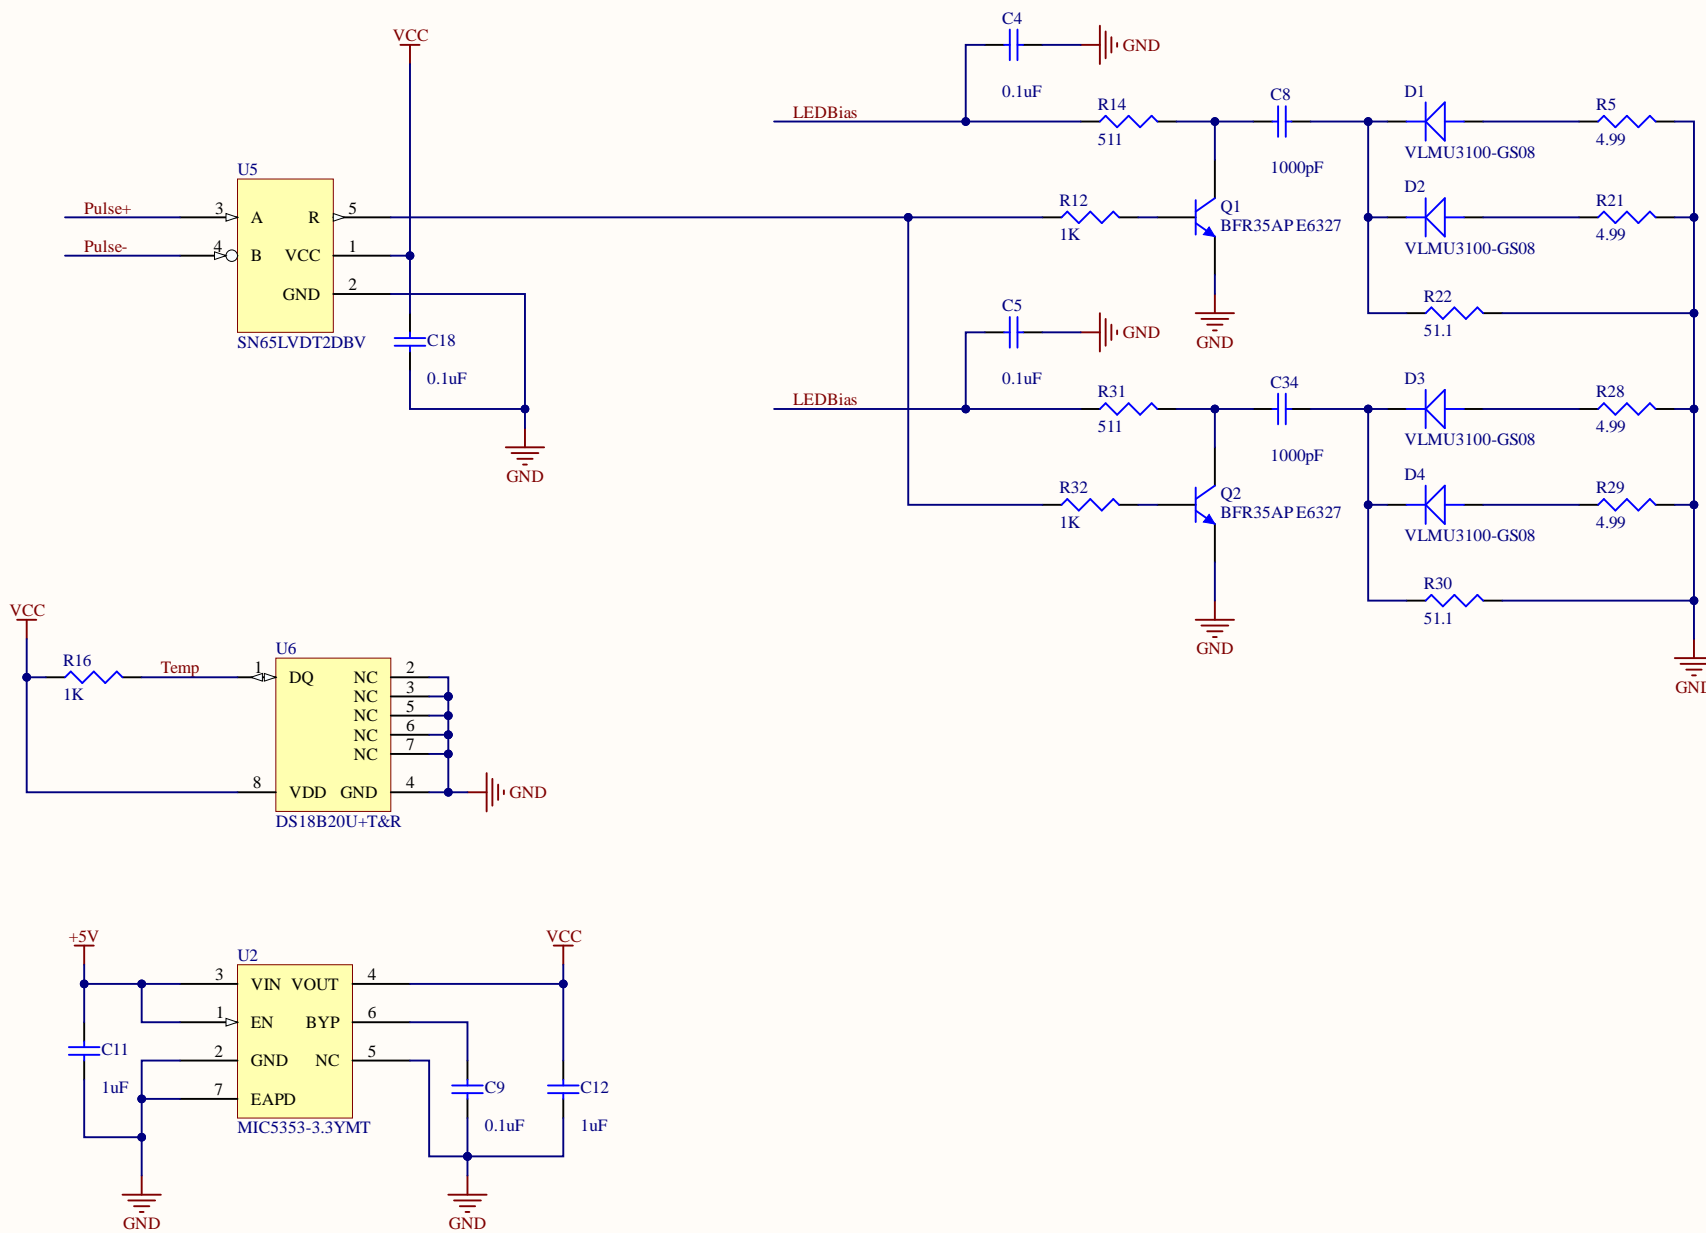 VCC
U5
Pulse+
3
A
R
5
Pulse-
4
B
VCC
1
GND
2
SN65LVDT2DBV
C18
0.1uF
GND
C4
GND
0.1uF
LEDBias
R14
511
C8
1000pF
D1
VLMU3100-GS08
R5
4.99
R12
1K
Q1
BFR35AP E6327
D2
VLMU3100-GS08
R21
4.99
R22
51.1
GND
C5
GND
0.1uF
LEDBias
R31
511
C34
1000pF
D3
VLMU3100-GS08
R28
4.99
R32
1K
Q2
BFR35AP E6327
D4
VLMU3100-GS08
R29
4.99
R30
51.1
GND
GND
VCC
R16
1K
Temp
U6
1
DQ
NC
2
NC
3
NC
5
NC
6
NC
7
8
VDD
GND
4
GND
DS18B20U+T&R
+5V
VCC
U2
3
VIN
VOUT
4
1
EN
BYP
6
2
GND
NC
5
7
EAPD
MIC5353-3.3YMT
C11
1uF
C9
0.1uF
C12
1uF
GND
GND